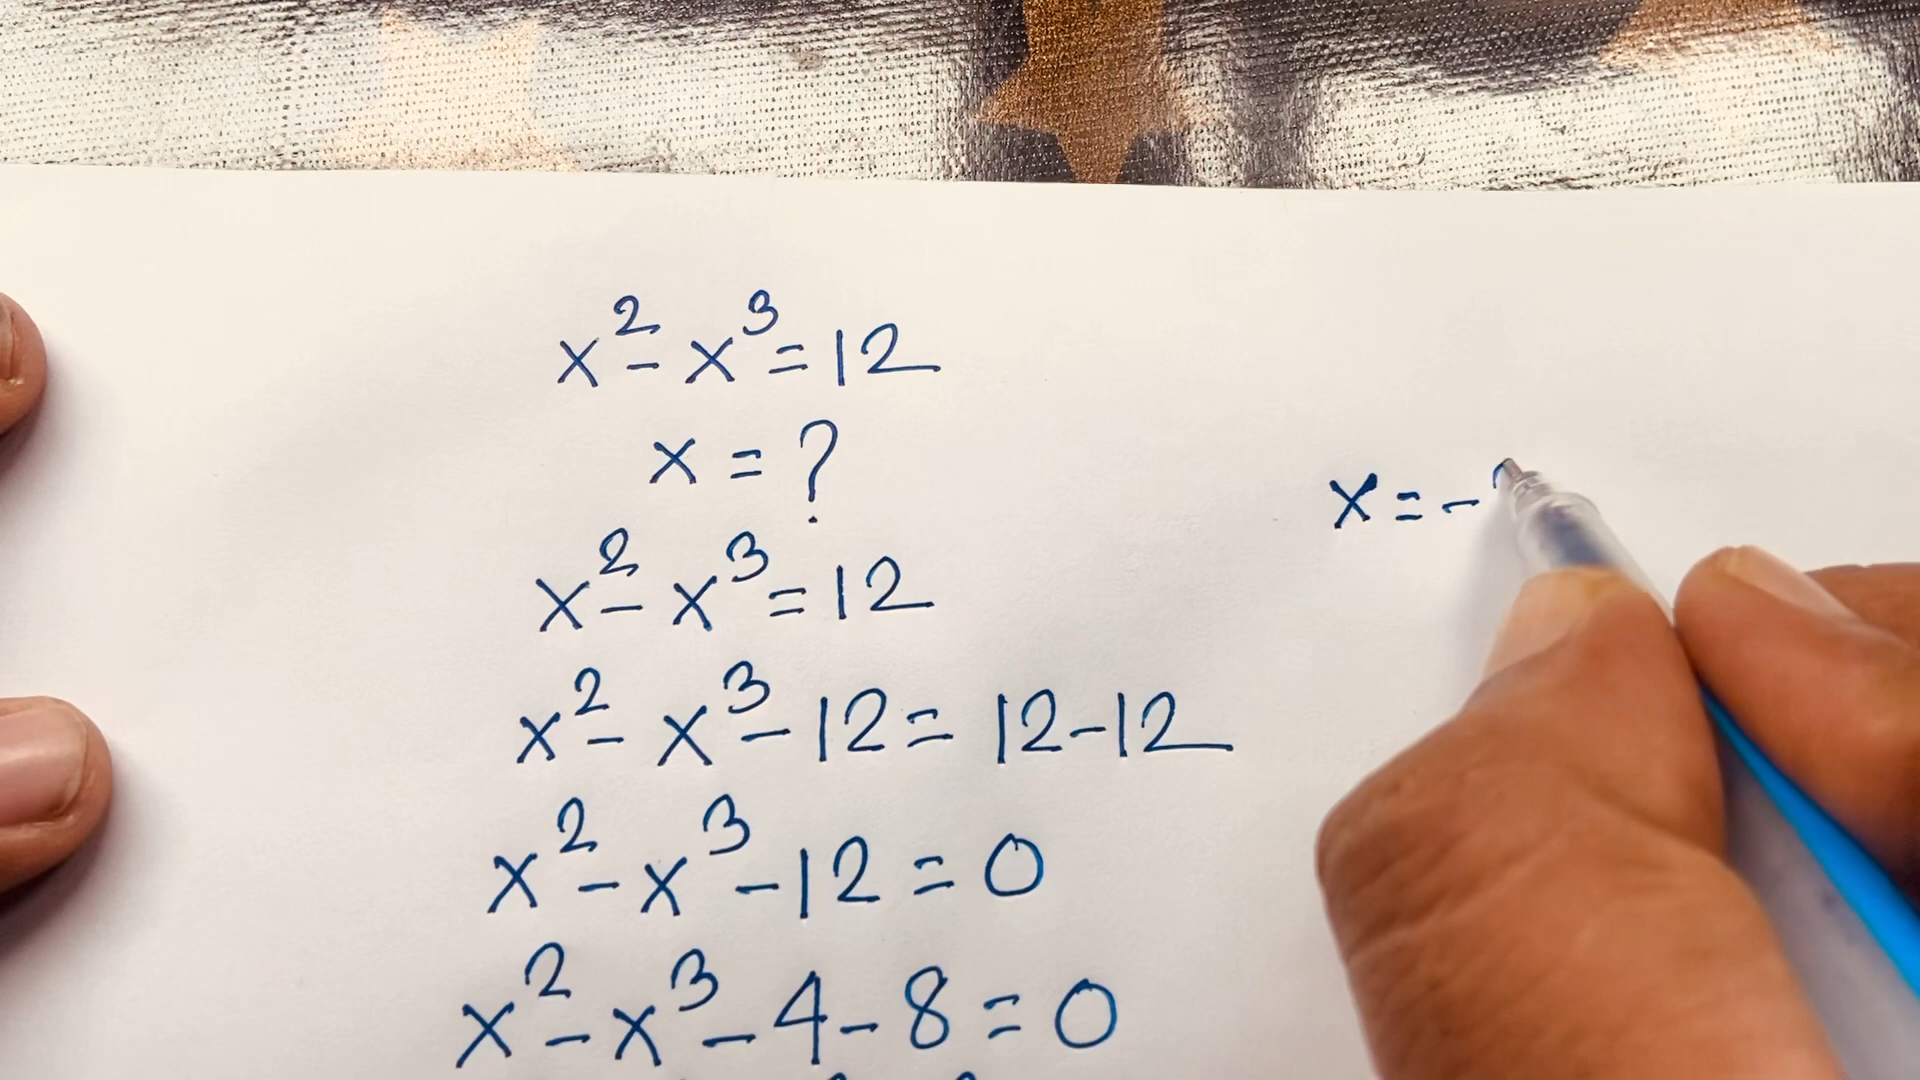 x² - x³ = 12
x = ?
x² - x³ = 12
x² - x³ - 12 = 12 - 12
x² - x³ - 12 = 0
x² - x³ - 4 - 8 = 0
x = -